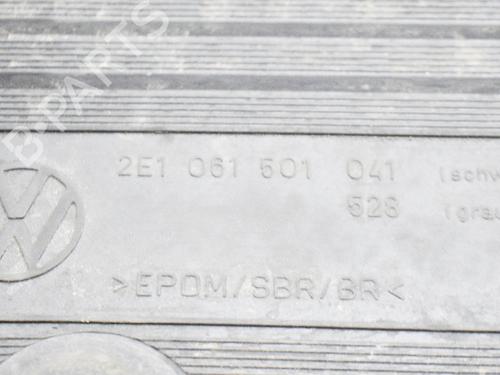 B-PARTS
2E1 061 501 041 (schw
528 (grau
>EPDM/SBR/BR<